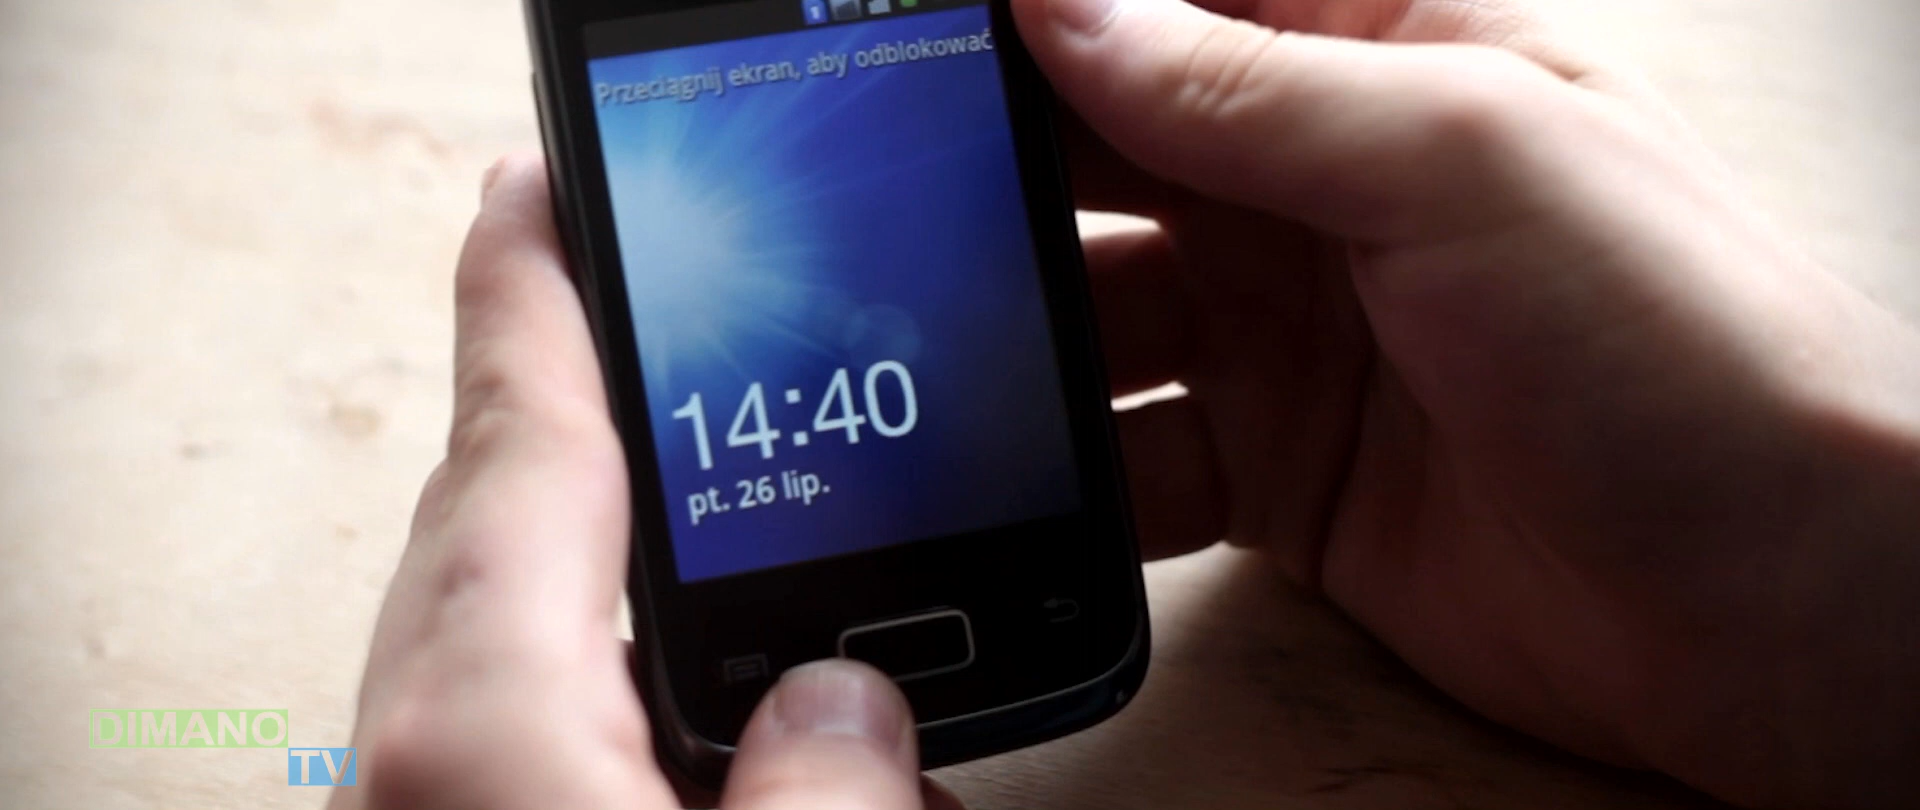 Przeciągnij ekran, aby odblokować
14:40
pt. 26 lip.
DIMANO
TV